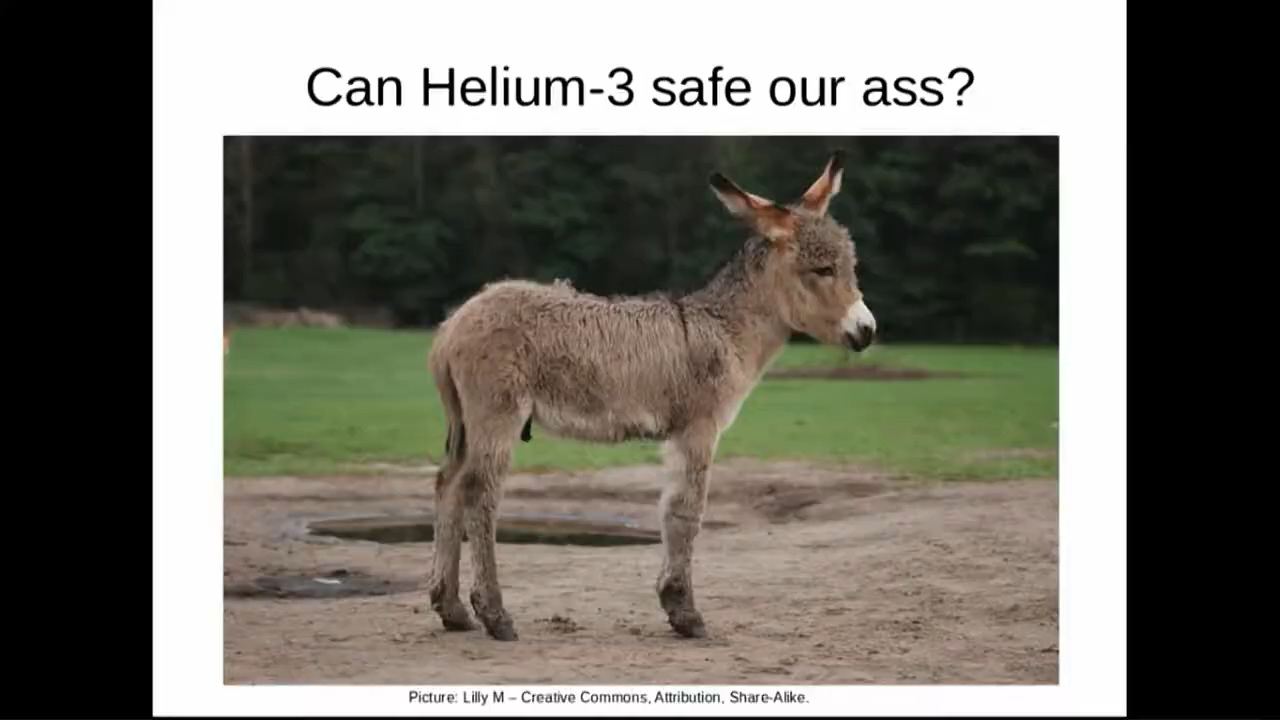 Can Helium-3 safe our ass?
Picture: Lilly M – Creative Commons, Attribution, Share-Alike.